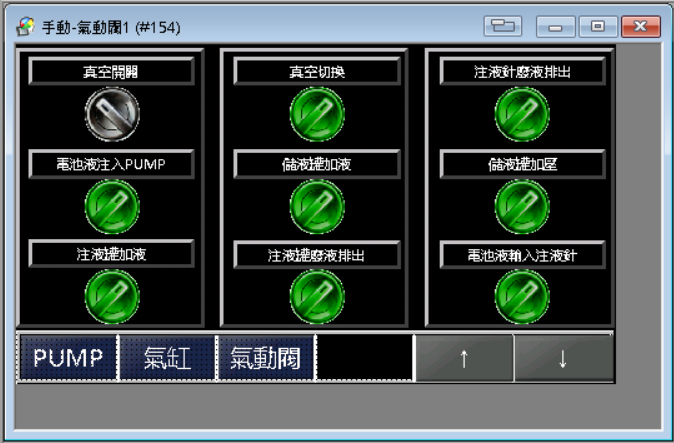 手動-氣動閥1 (#154)
真空開關
真空切換
注液針廢液排出
電池液注入PUMP
儲液罐加液
儲液罐加壓
注液罐加液
注液罐廢液排出
電池液輸入注液針
PUMP
氣缸
氣動閥
↑
↓